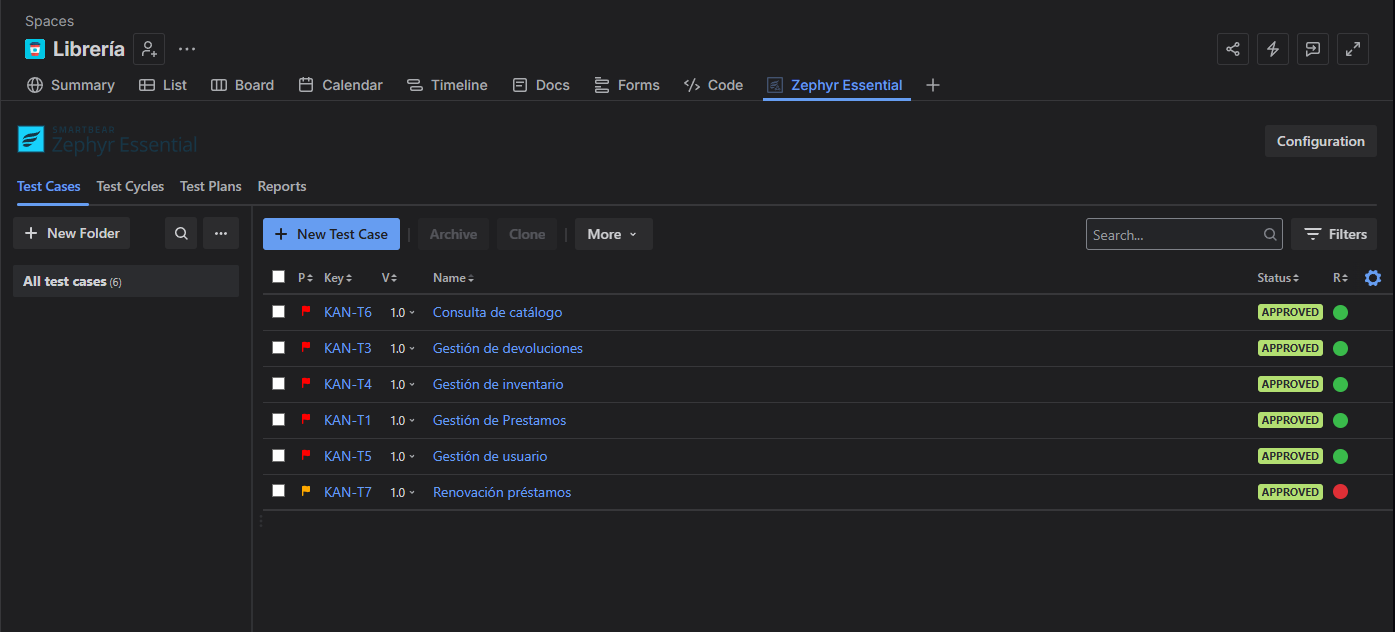 Spaces
Librería
Summary List Board Calendar Timeline Docs Forms Code Zephyr Essential
SMARTBEAR
Zephyr Essential
Configuration
Test Cases Test Cycles Test Plans Reports
New Folder
New Test Case Archive Clone More Search... Filters
All test cases (6)
P Key V Name Status R
KAN-T6 1.0 Consulta de catálogo APPROVED
KAN-T3 1.0 Gestión de devoluciones APPROVED
KAN-T4 1.0 Gestión de inventario APPROVED
KAN-T1 1.0 Gestión de Prestamos APPROVED
KAN-T5 1.0 Gestión de usuario APPROVED
KAN-T7 1.0 Renovación préstamos APPROVED